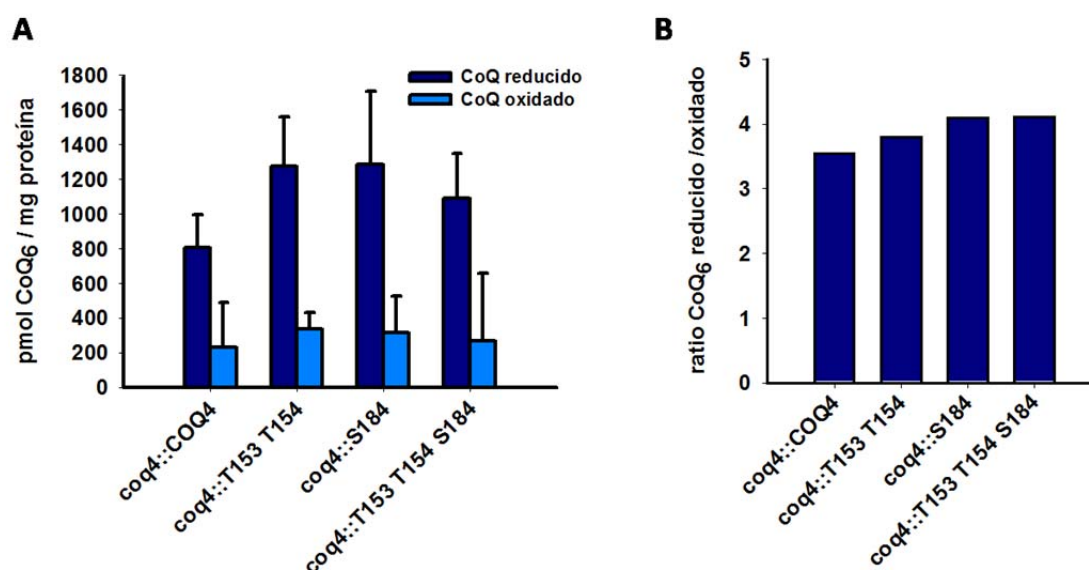 A
B
pmol CoQ6 / mg proteína
1800
1600
1400
1200
1000
800
600
400
200
0
CoQ reducido
CoQ oxidado
coq4::COQ4
coq4::T153 T154
coq4::S184
coq4::T153 T154 S184
ratio CoQ6 reducido /oxidado
5
4
3
2
1
0
coq4::COQ4
coq4::T153 T154
coq4::S184
coq4::T153 T154 S184